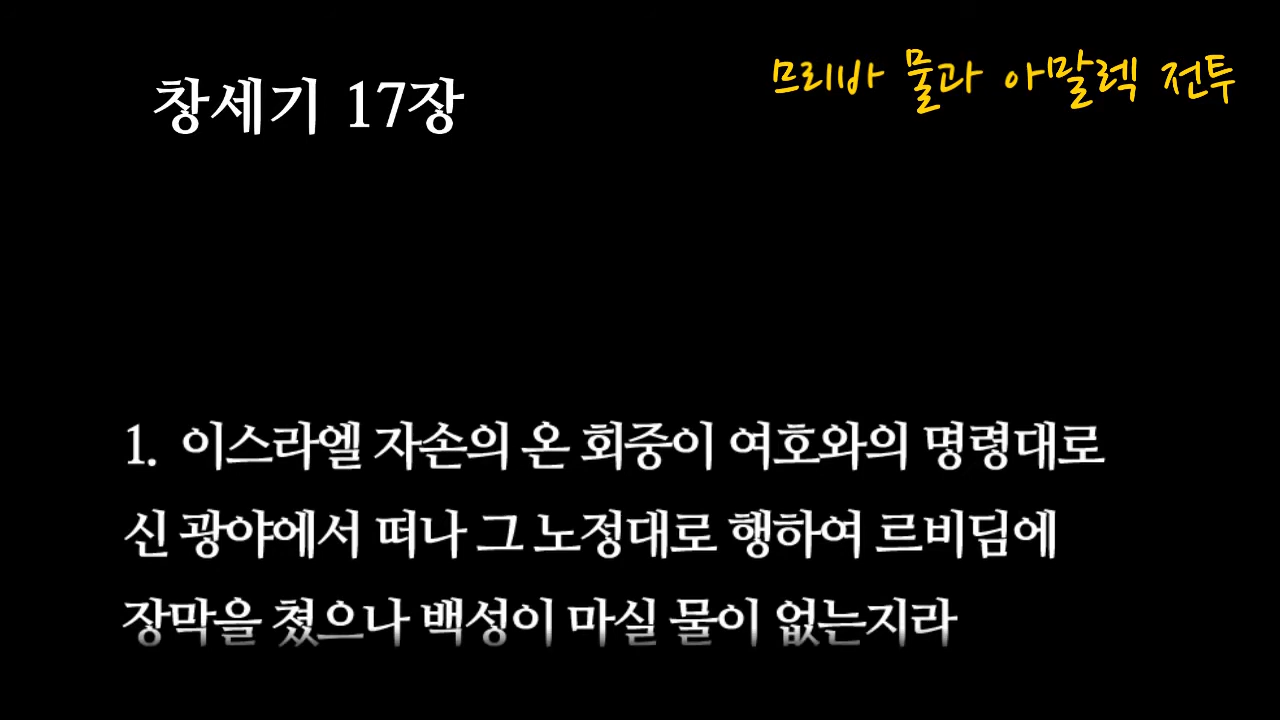 창세기 17장
므리바 물과 아말렉 전투
1. 이스라엘 자손의 온 회중이 여호와의 명령대로
신 광야에서 떠나 그 노정대로 행하여 르비딤에
장막을 쳤으나 백성이 마실 물이 없는지라